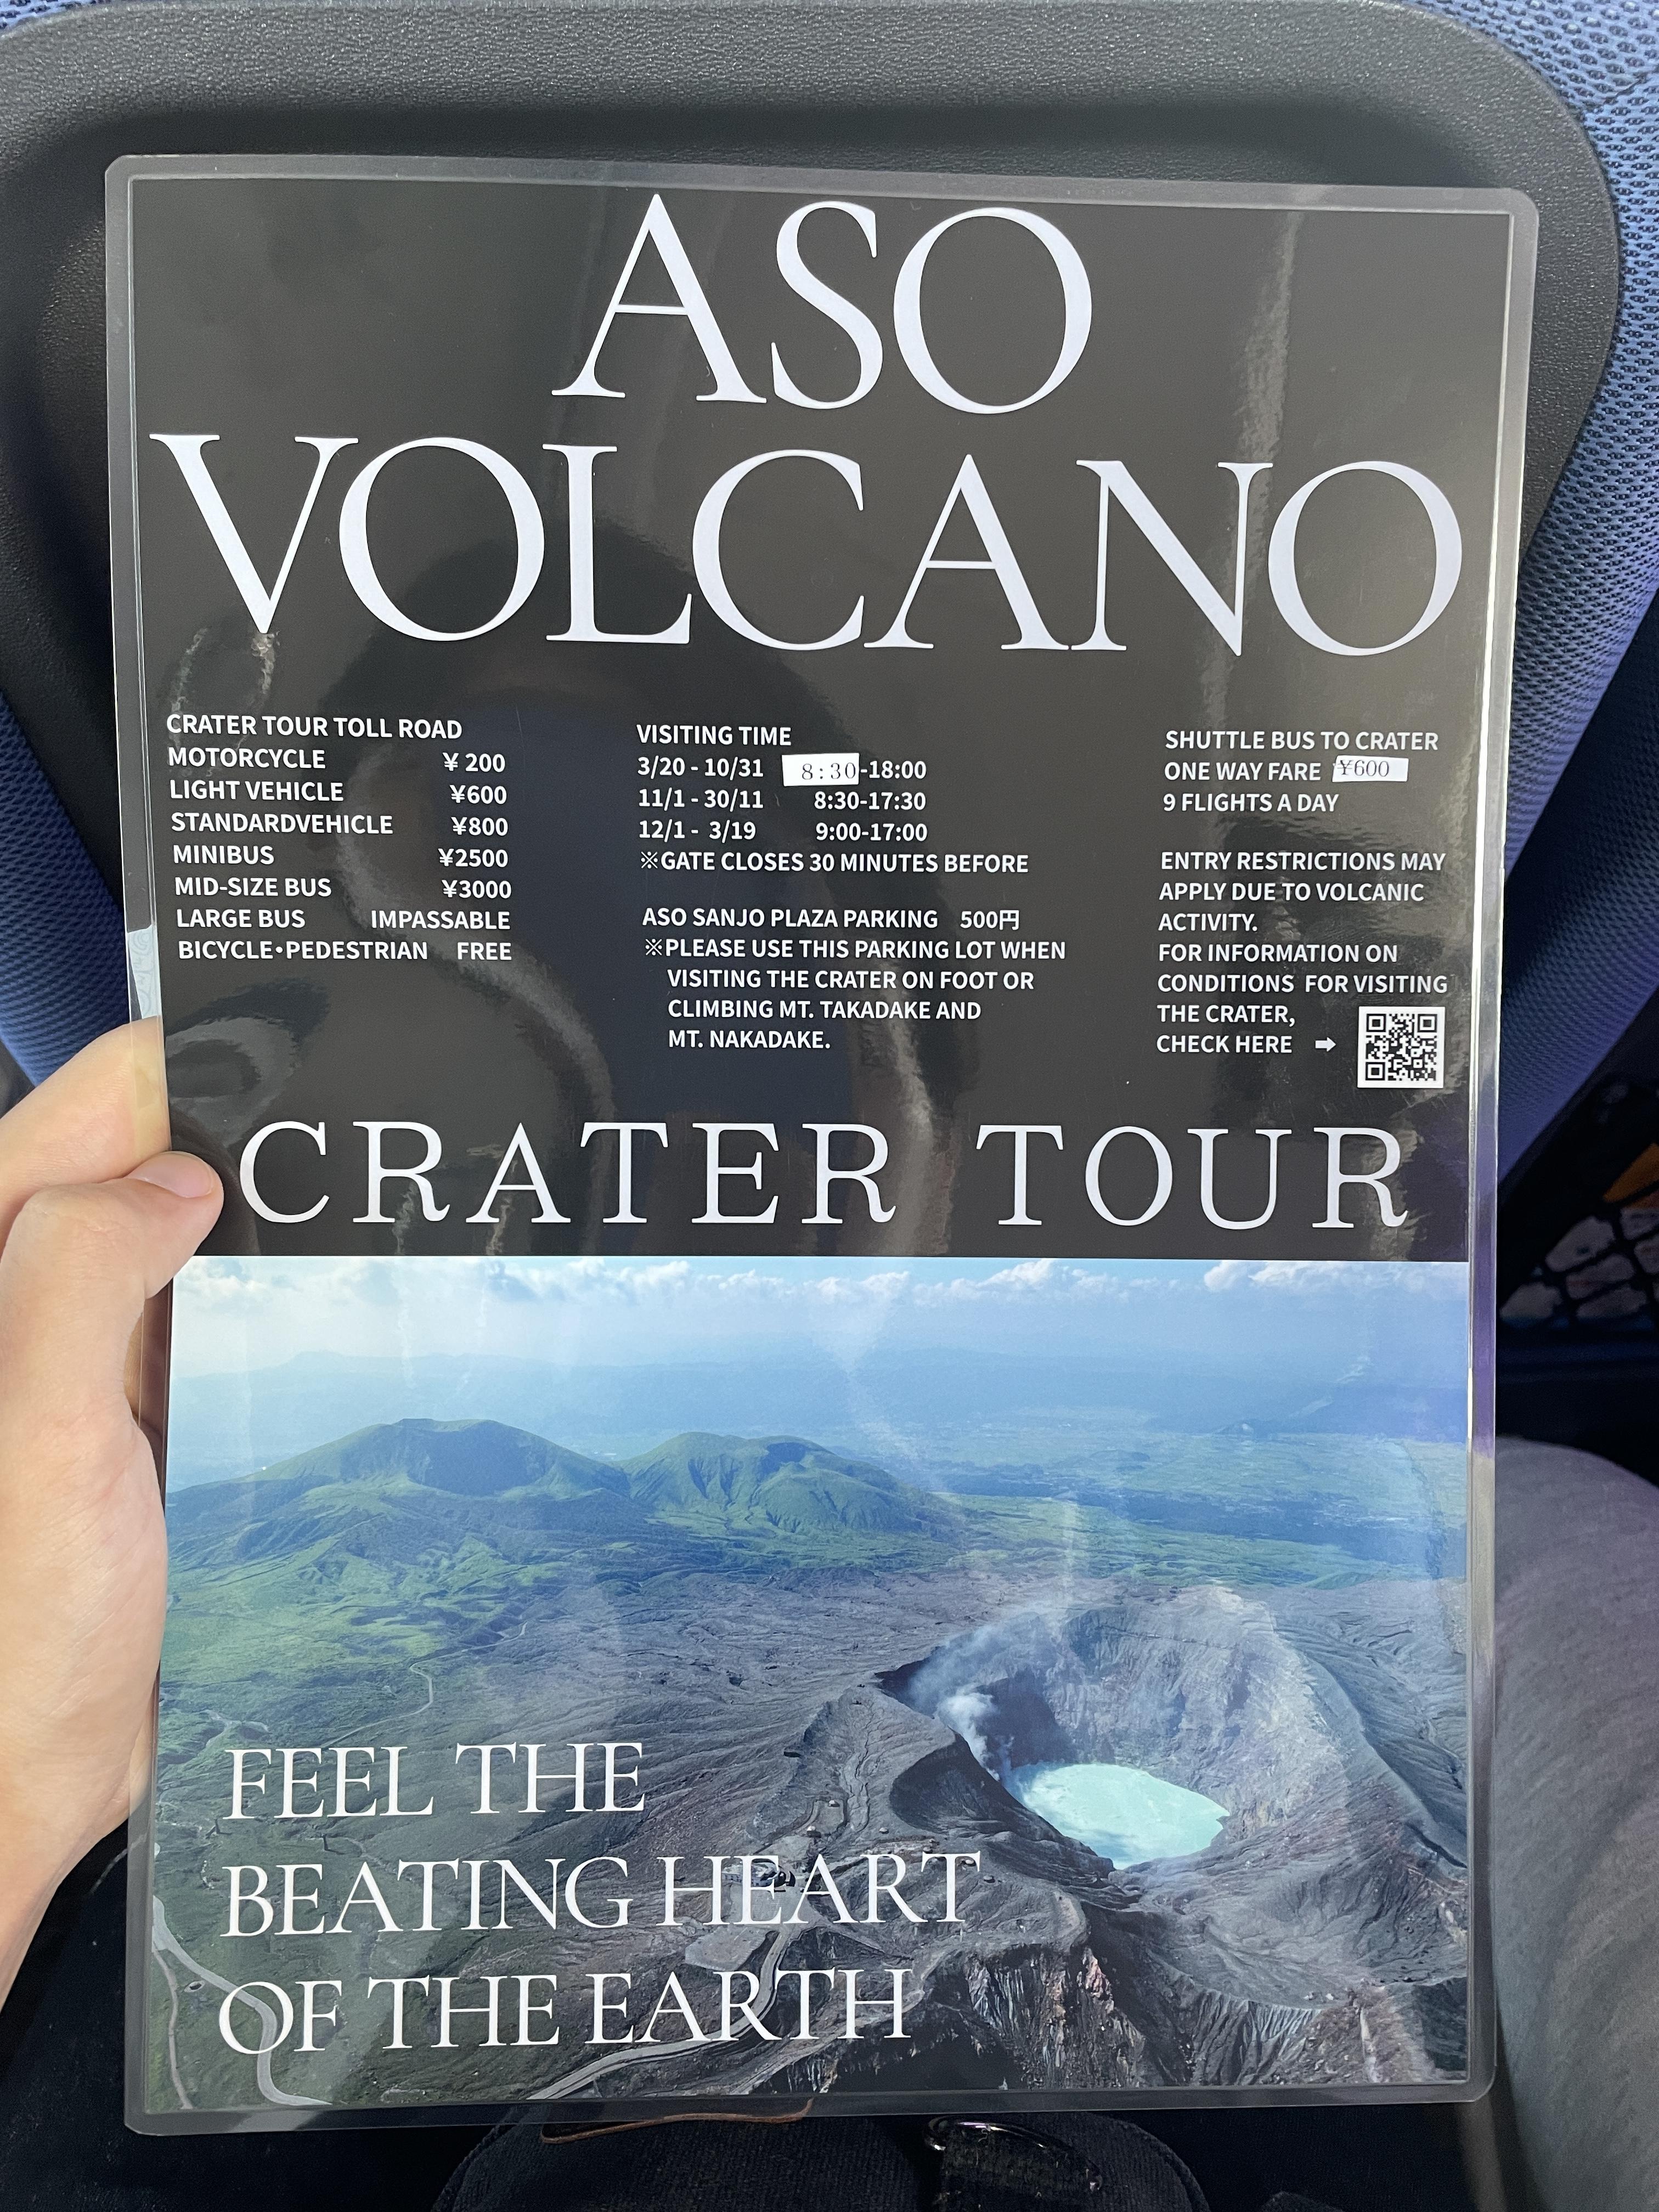 ASO
VOLCANO
CRATER TOUR TOLL ROAD
MOTORCYCLE ¥ 200
LIGHT VEHICLE ¥600
STANDARDVEHICLE ¥800
MINIBUS ¥2500
MID-SIZE BUS ¥3000
LARGE BUS IMPASSABLE
BICYCLE・PEDESTRIAN FREE
VISITING TIME
3/20 - 10/31 8:30-18:00
11/1 - 30/11 8:30-17:30
12/1 - 3/19 9:00-17:00
※GATE CLOSES 30 MINUTES BEFORE
ASO SANJO PLAZA PARKING 500円
※PLEASE USE THIS PARKING LOT WHEN
VISITING THE CRATER ON FOOT OR
CLIMBING MT. TAKADAKE AND
MT. NAKADAKE.
SHUTTLE BUS TO CRATER
ONE WAY FARE ¥600
9 FLIGHTS A DAY
ENTRY RESTRICTIONS MAY
APPLY DUE TO VOLCANIC
ACTIVITY.
FOR INFORMATION ON
CONDITIONS FOR VISITING
THE CRATER,
CHECK HERE ➡
CRATER TOUR
FEEL THE
BEATING HEART
OF THE EARTH